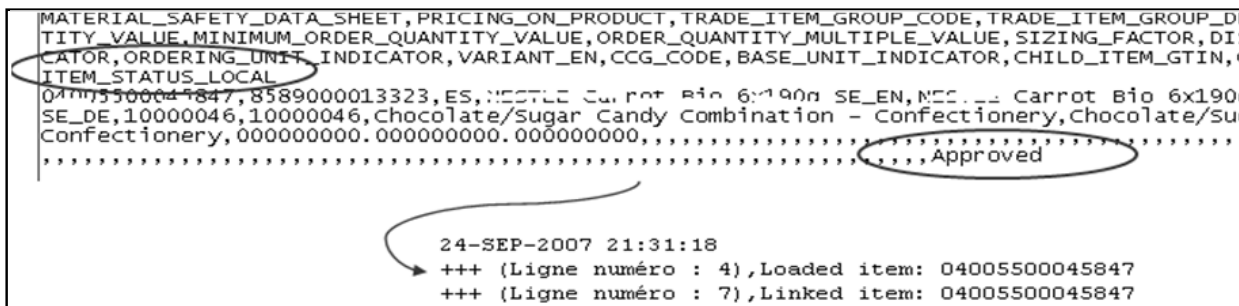 MATERIAL_SAFETY_DATA_SHEET,PRICING_ON_PRODUCT,TRADE_ITEM_GROUP_CODE,TRADE_ITEM_GROUP_D
TITY_VALUE,MINIMUM_ORDER_QUANTITY_VALUE,ORDER_QUANTITY_MULTIPLE_VALUE,SIZING_FACTOR,DI
CATOR,ORDERING_UNIT_INDICATOR,VARIANT_EN,CCG_CODE,BASE_UNIT_INDICATOR,CHILD_ITEM_GTIN,
ITEM_STATUS_LOCAL
04005500045847,8589000013323,ES, Carrot Bio 6x190g SE_EN, Carrot Bio 6x190
SE_DE,10000046,10000046,Chocolate/Sugar Candy Combination – Confectionery,Chocolate/Su
Confectionery,000000000.000000000.000000000,,,,,,,,,,,,,,,,,,,,,,,,,,,,,,,,,,,,,,,,,,,
,,,,,,,,,,,,,,,,,,,,,,,,,,,,,,,,,,,,,,,,,,,,,,,,,,,,,,,,,,,,,,,,Approved
24-SEP-2007 21:31:18
+++ (Ligne numéro : 4),Loaded item: 04005500045847
+++ (Ligne numéro : 7),Linked item: 04005500045847